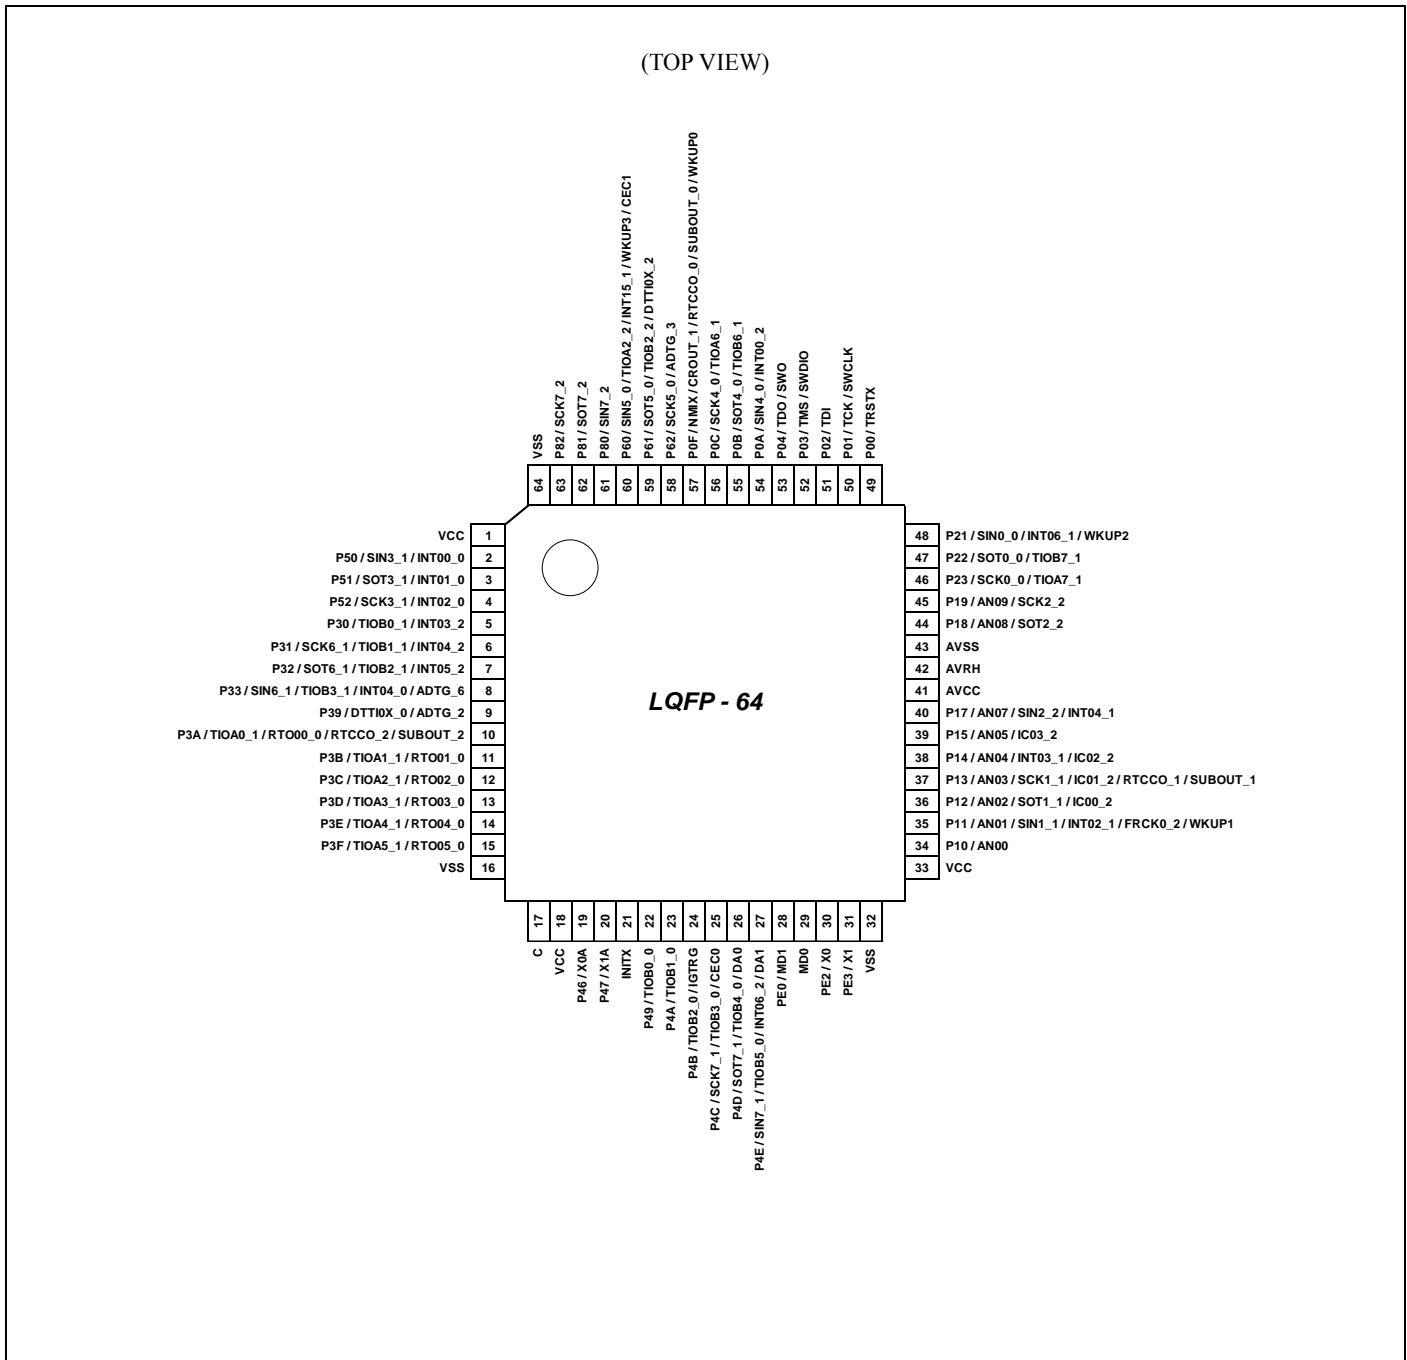 (TOP VIEW)
VSS
P82 / SCK7_2
P81 / SOT7_2
P80 / SIN7_2
P60 / SIN5_0 / TIOA2_2 / INT15_1 / WKUP3 / CEC1
P61 / SOT5_0 / TIOB2_2 / DTTI0X_2
P62 / SCK5_0 / ADTG_3
P0F / NMIX / CROUT_1 / RTCCO_0 / SUBOUT_0 / WKUP0
P0C / SCK4_0 / TIOA6_1
P0B / SOT4_0 / TIOB6_1
P0A / SIN4_0 / INT00_2
P04 / TDO / SWO
P03 / TMS / SWDIO
P02 / TDI
P01 / TCK / SWCLK
P00 / TRSTX
64 63 62 61 60 59 58 57 56 55 54 53 52 51 50 49
VCC 1
P50 / SIN3_1 / INT00_0 2
P51 / SOT3_1 / INT01_0 3
P52 / SCK3_1 / INT02_0 4
P30 / TIOB0_1 / INT03_2 5
P31 / SCK6_1 / TIOB1_1 / INT04_2 6
P32 / SOT6_1 / TIOB2_1 / INT05_2 7
P33 / SIN6_1 / TIOB3_1 / INT04_0 / ADTG_6 8
P39 / DTTI0X_0 / ADTG_2 9
P3A / TIOA0_1 / RTO00_0 / RTCCO_2 / SUBOUT_2 10
P3B / TIOA1_1 / RTO01_0 11
P3C / TIOA2_1 / RTO02_0 12
P3D / TIOA3_1 / RTO03_0 13
P3E / TIOA4_1 / RTO04_0 14
P3F / TIOA5_1 / RTO05_0 15
VSS 16
LQFP - 64
48 P21 / SIN0_0 / INT06_1 / WKUP2
47 P22 / SOT0_0 / TIOB7_1
46 P23 / SCK0_0 / TIOA7_1
45 P19 / AN09 / SCK2_2
44 P18 / AN08 / SOT2_2
43 AVSS
42 AVRH
41 AVCC
40 P17 / AN07 / SIN2_2 / INT04_1
39 P15 / AN05 / IC03_2
38 P14 / AN04 / INT03_1 / IC02_2
37 P13 / AN03 / SCK1_1 / IC01_2 / RTCCO_1 / SUBOUT_1
36 P12 / AN02 / SOT1_1 / IC00_2
35 P11 / AN01 / SIN1_1 / INT02_1 / FRCK0_2 / WKUP1
34 P10 / AN00
33 VCC
17 18 19 20 21 22 23 24 25 26 27 28 29 30 31 32
C
VCC
P46 / X0A
P47 / X1A
INITX
P49 / TIOB0_0
P4A / TIOB1_0
P4B / TIOB2_0 / IGTRG
P4C / SCK7_1 / TIOB3_0 / CEC0
P4D / SOT7_1 / TIOB4_0 / DA0
P4E / SIN7_1 / TIOB5_0 / INT06_2 / DA1
PE0 / MD1
MD0
PE2 / X0
PE3 / X1
VSS